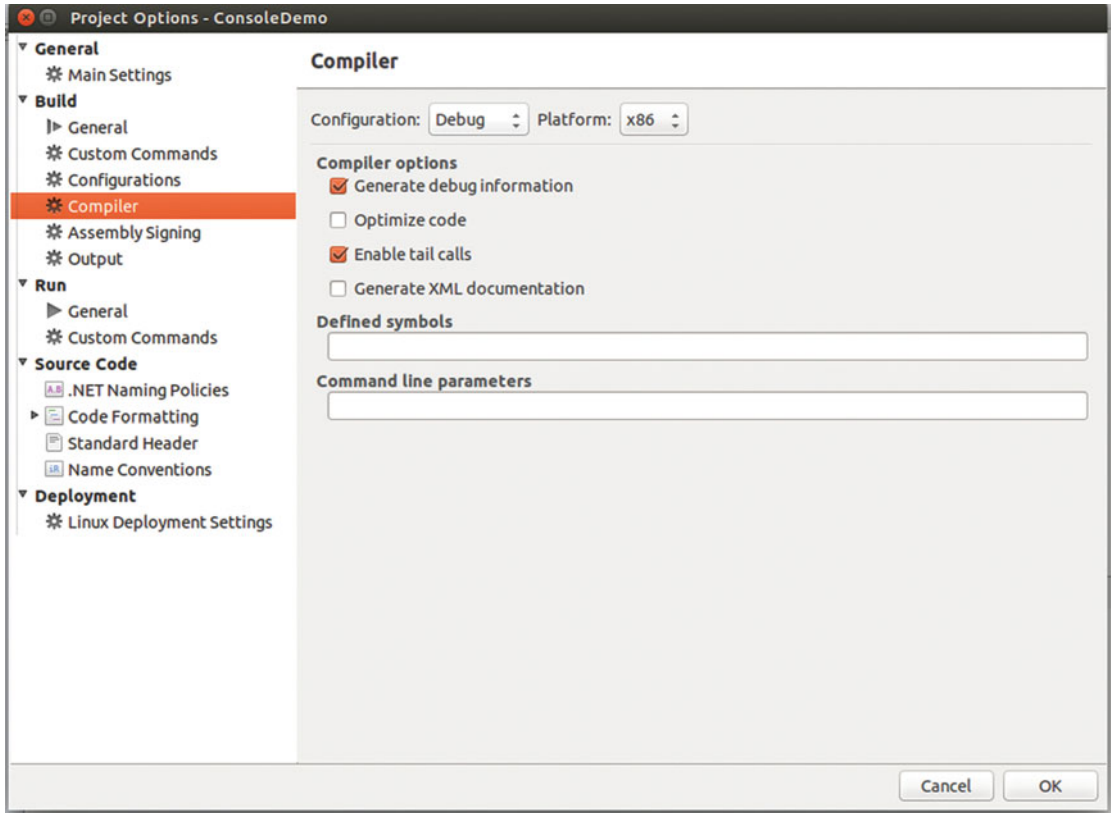 Project Options - ConsoleDemo
General
Main Settings
Build
General
Custom Commands
Configurations
Compiler
Assembly Signing
Output
Run
General
Custom Commands
Source Code
.NET Naming Policies
Code Formatting
Standard Header
Name Conventions
Deployment
Linux Deployment Settings
Compiler
Configuration: Debug Platform: x86
Compiler options
Generate debug information
Optimize code
Enable tail calls
Generate XML documentation
Defined symbols
Command line parameters
Cancel OK